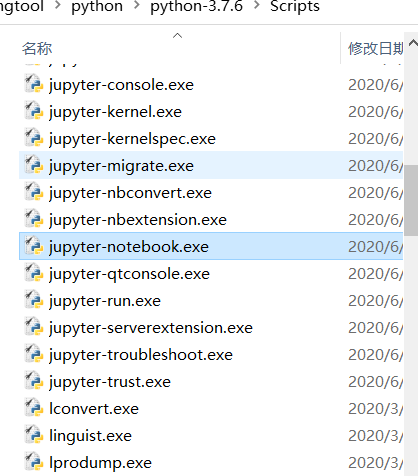 ngtool > python > python-3.7.6 > Scripts
名称 修改日期
jupyter-console.exe 2020/6/
jupyter-kernel.exe 2020/6/
jupyter-kernelspec.exe 2020/6/
jupyter-migrate.exe 2020/6/
jupyter-nbconvert.exe 2020/6/
jupyter-nbextension.exe 2020/6/
jupyter-notebook.exe 2020/6/
jupyter-qtconsole.exe 2020/6/
jupyter-run.exe 2020/6/
jupyter-serverextension.exe 2020/6/
jupyter-troubleshoot.exe 2020/6/
jupyter-trust.exe 2020/6/
lconvert.exe 2020/3/
linguist.exe 2020/3/
lprodump.exe 2020/3/